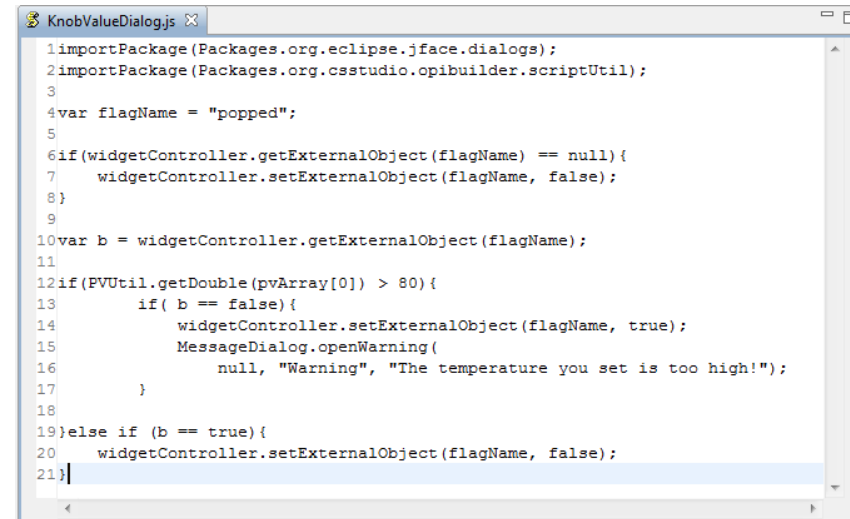 KnobValueDialog.js
1importPackage(Packages.org.eclipse.jface.dialogs);
2importPackage(Packages.org.csstudio.opibuilder.scriptUtil);
3
4var flagName = "popped";
5
6if(widgetController.getExternalObject(flagName) == null){
7    widgetController.setExternalObject(flagName, false);
8}
9
10var b = widgetController.getExternalObject(flagName);
11
12if(PVUtil.getDouble(pvArray[0]) > 80){
13        if( b == false){
14            widgetController.setExternalObject(flagName, true);
15            MessageDialog.openWarning(
16                null, "Warning", "The temperature you set is too high!");
17        }
18
19}else if (b == true){
20    widgetController.setExternalObject(flagName, false);
21}